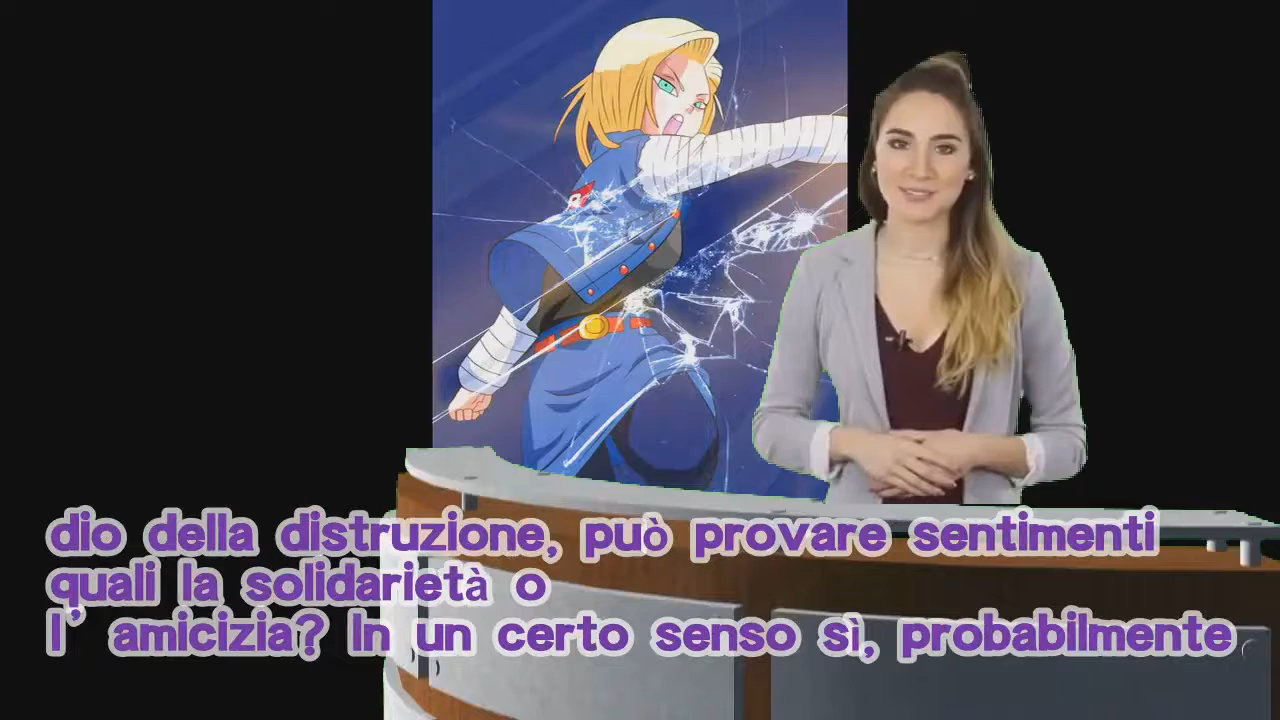 dio della distruzione, può provare sentimenti
quali la solidarietà o
l’amicizia? In un certo senso sì, probabilmente